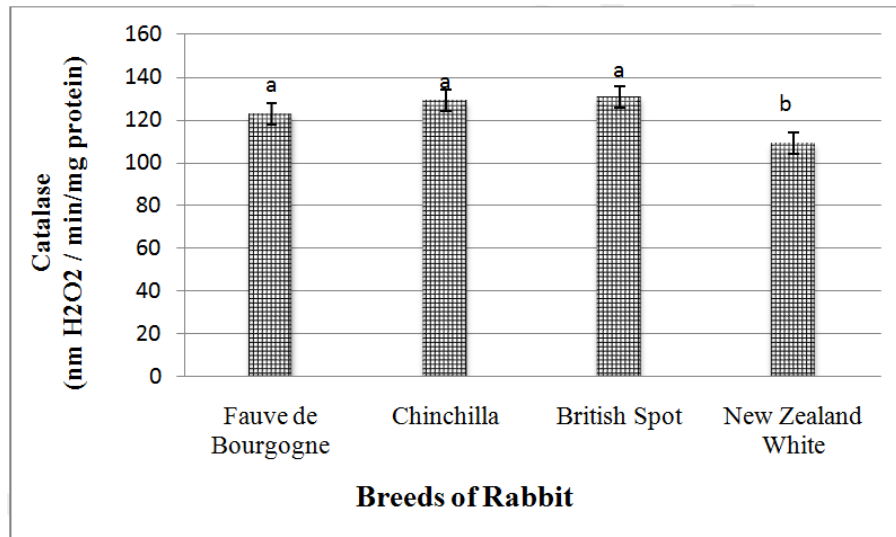 Catalase
(nm H2O2 / min/mg protein)
160
140
120
100
80
60
40
20
0
a
a
a
b
Fauve de
Bourgogne
Chinchilla
British Spot
New Zealand
White
Breeds of Rabbit